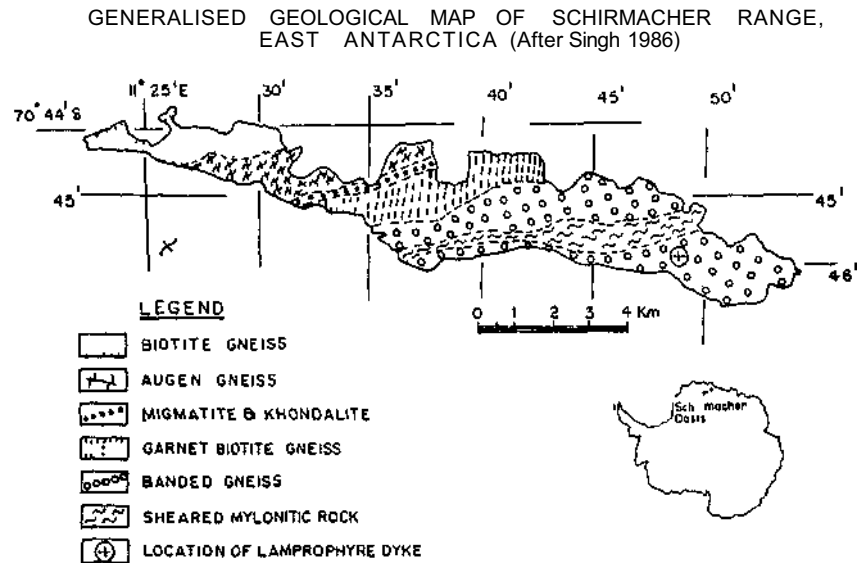 GENERALISED GEOLOGICAL MAP OF SCHIRMACHER RANGE,
EAST ANTARCTICA (After Singh 1986)
11° 25'E 30' 35' 40' 45' 50'
70° 44'S
45' 45'
46'
LEGEND
0 1 2 3 4 Km
BIOTITE GNEISS
AUGEN GNEISS
MIGMATITE & KHONDALITE
GARNET BIOTITE GNEISS
BANDED GNEISS
SHEARED MYLONITIC ROCK
LOCATION OF LAMPROPHYRE DYKE
Sch macher
Oasis